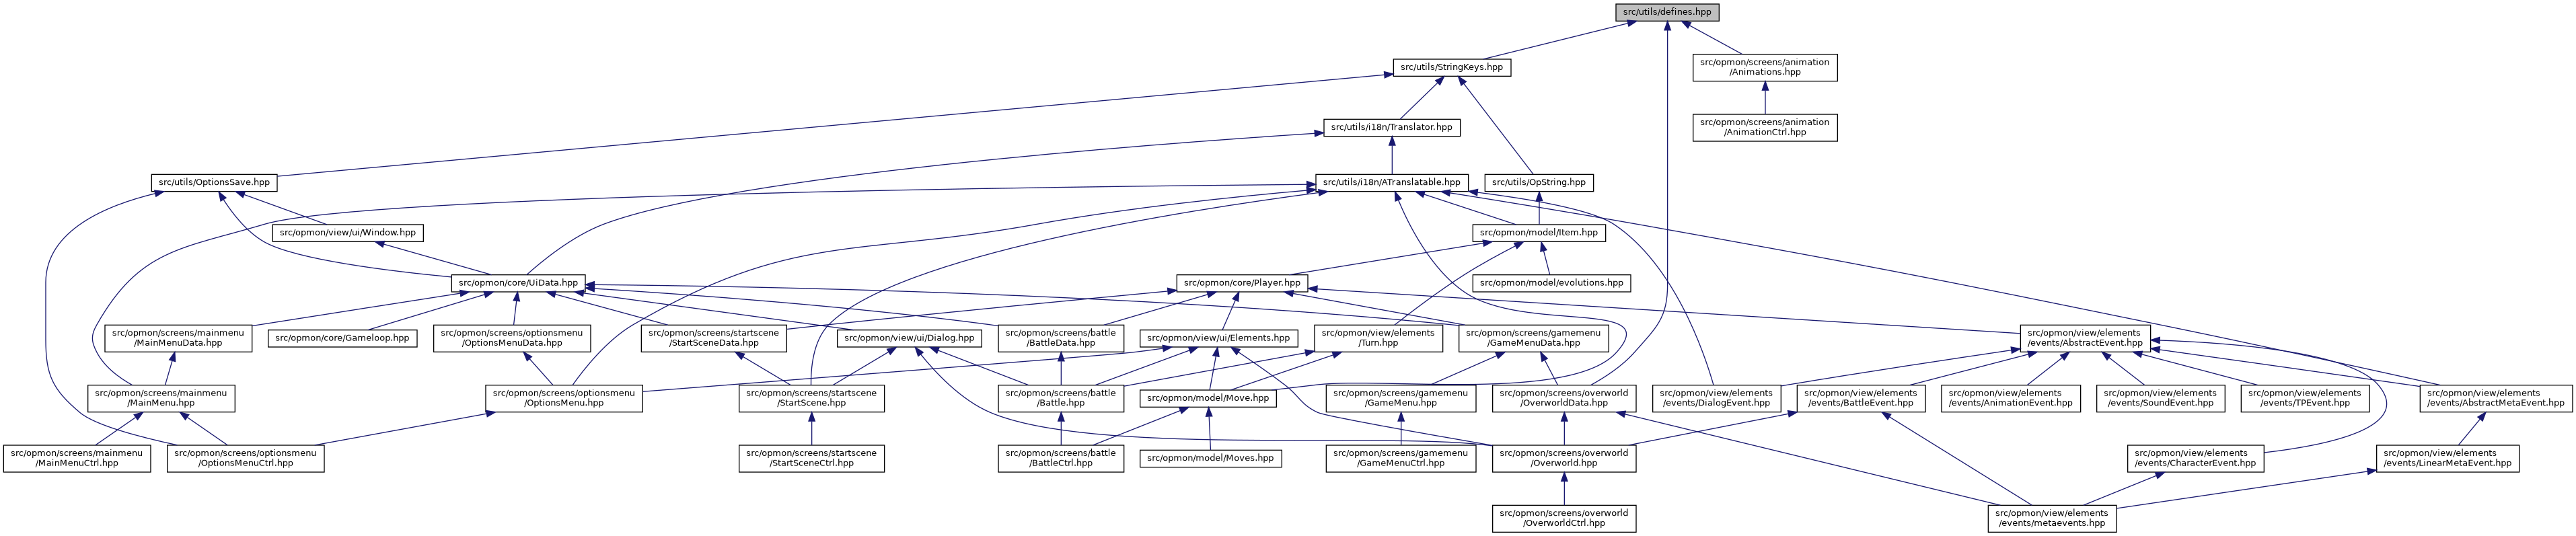 src/utils/defines.hpp
src/utils/StringKeys.hpp
src/opmon/screens/animation
/Animations.hpp
src/utils/i18n/Translator.hpp
src/opmon/screens/animation
/AnimationCtrl.hpp
src/utils/OptionsSave.hpp
src/utils/i18n/ATranslatable.hpp
src/utils/OpString.hpp
src/opmon/view/ui/Window.hpp
src/opmon/model/Item.hpp
src/opmon/core/UiData.hpp
src/opmon/core/Player.hpp
src/opmon/model/evolutions.hpp
src/opmon/screens/mainmenu
/MainMenuData.hpp
src/opmon/core/Gameloop.hpp
src/opmon/screens/optionsmenu
/OptionsMenuData.hpp
src/opmon/screens/startscene
/StartSceneData.hpp
src/opmon/view/ui/Dialog.hpp
src/opmon/screens/battle
/BattleData.hpp
src/opmon/view/ui/Elements.hpp
src/opmon/view/elements
/Turn.hpp
src/opmon/screens/gamemenu
/GameMenuData.hpp
src/opmon/view/elements
/events/AbstractEvent.hpp
src/opmon/screens/mainmenu
/MainMenu.hpp
src/opmon/screens/optionsmenu
/OptionsMenu.hpp
src/opmon/screens/startscene
/StartScene.hpp
src/opmon/screens/battle
/Battle.hpp
src/opmon/model/Move.hpp
src/opmon/screens/gamemenu
/GameMenu.hpp
src/opmon/screens/overworld
/OverworldData.hpp
src/opmon/view/elements
/events/DialogEvent.hpp
src/opmon/view/elements
/events/BattleEvent.hpp
src/opmon/view/elements
/events/AnimationEvent.hpp
src/opmon/view/elements
/events/SoundEvent.hpp
src/opmon/view/elements
/events/TPEvent.hpp
src/opmon/view/elements
/events/AbstractMetaEvent.hpp
src/opmon/screens/mainmenu
/MainMenuCtrl.hpp
src/opmon/screens/optionsmenu
/OptionsMenuCtrl.hpp
src/opmon/screens/startscene
/StartSceneCtrl.hpp
src/opmon/screens/battle
/BattleCtrl.hpp
src/opmon/model/Moves.hpp
src/opmon/screens/gamemenu
/GameMenuCtrl.hpp
src/opmon/screens/overworld
/Overworld.hpp
src/opmon/view/elements
/events/CharacterEvent.hpp
src/opmon/view/elements
/events/LinearMetaEvent.hpp
src/opmon/screens/overworld
/OverworldCtrl.hpp
src/opmon/view/elements
/events/metaevents.hpp